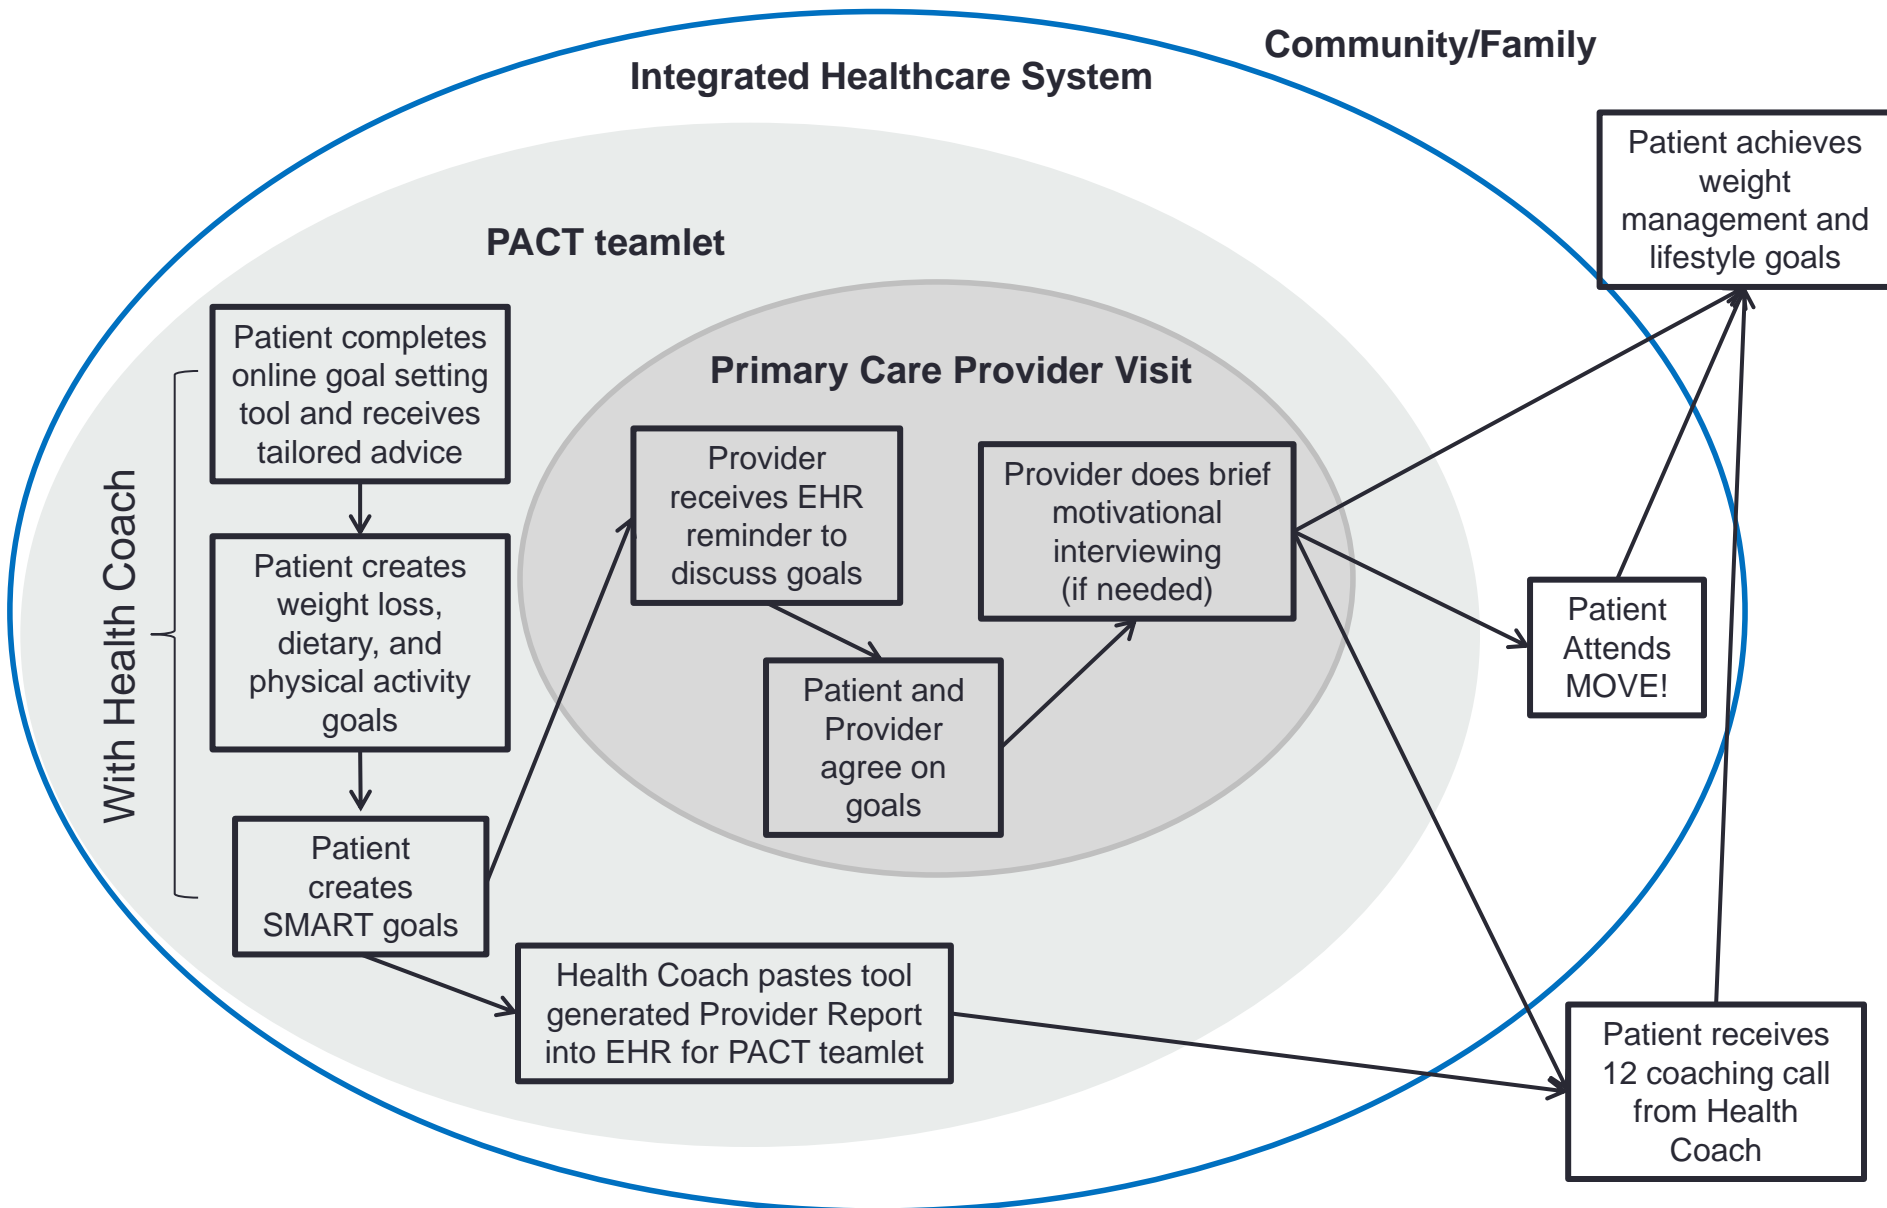 Community/Family
Integrated Healthcare System
PACT teamlet
Primary Care Provider Visit
With Health Coach
Patient completes
online goal setting
tool and receives
tailored advice
Patient creates
weight loss,
dietary, and
physical activity
goals
Patient
creates
SMART goals
Health Coach pastes tool
generated Provider Report
into EHR for PACT teamlet
Provider
receives EHR
reminder to
discuss goals
Patient and
Provider
agree on
goals
Provider does brief
motivational
interviewing
(if needed)
Patient achieves
weight
management and
lifestyle goals
Patient
Attends
MOVE!
Patient receives
12 coaching call
from Health
Coach